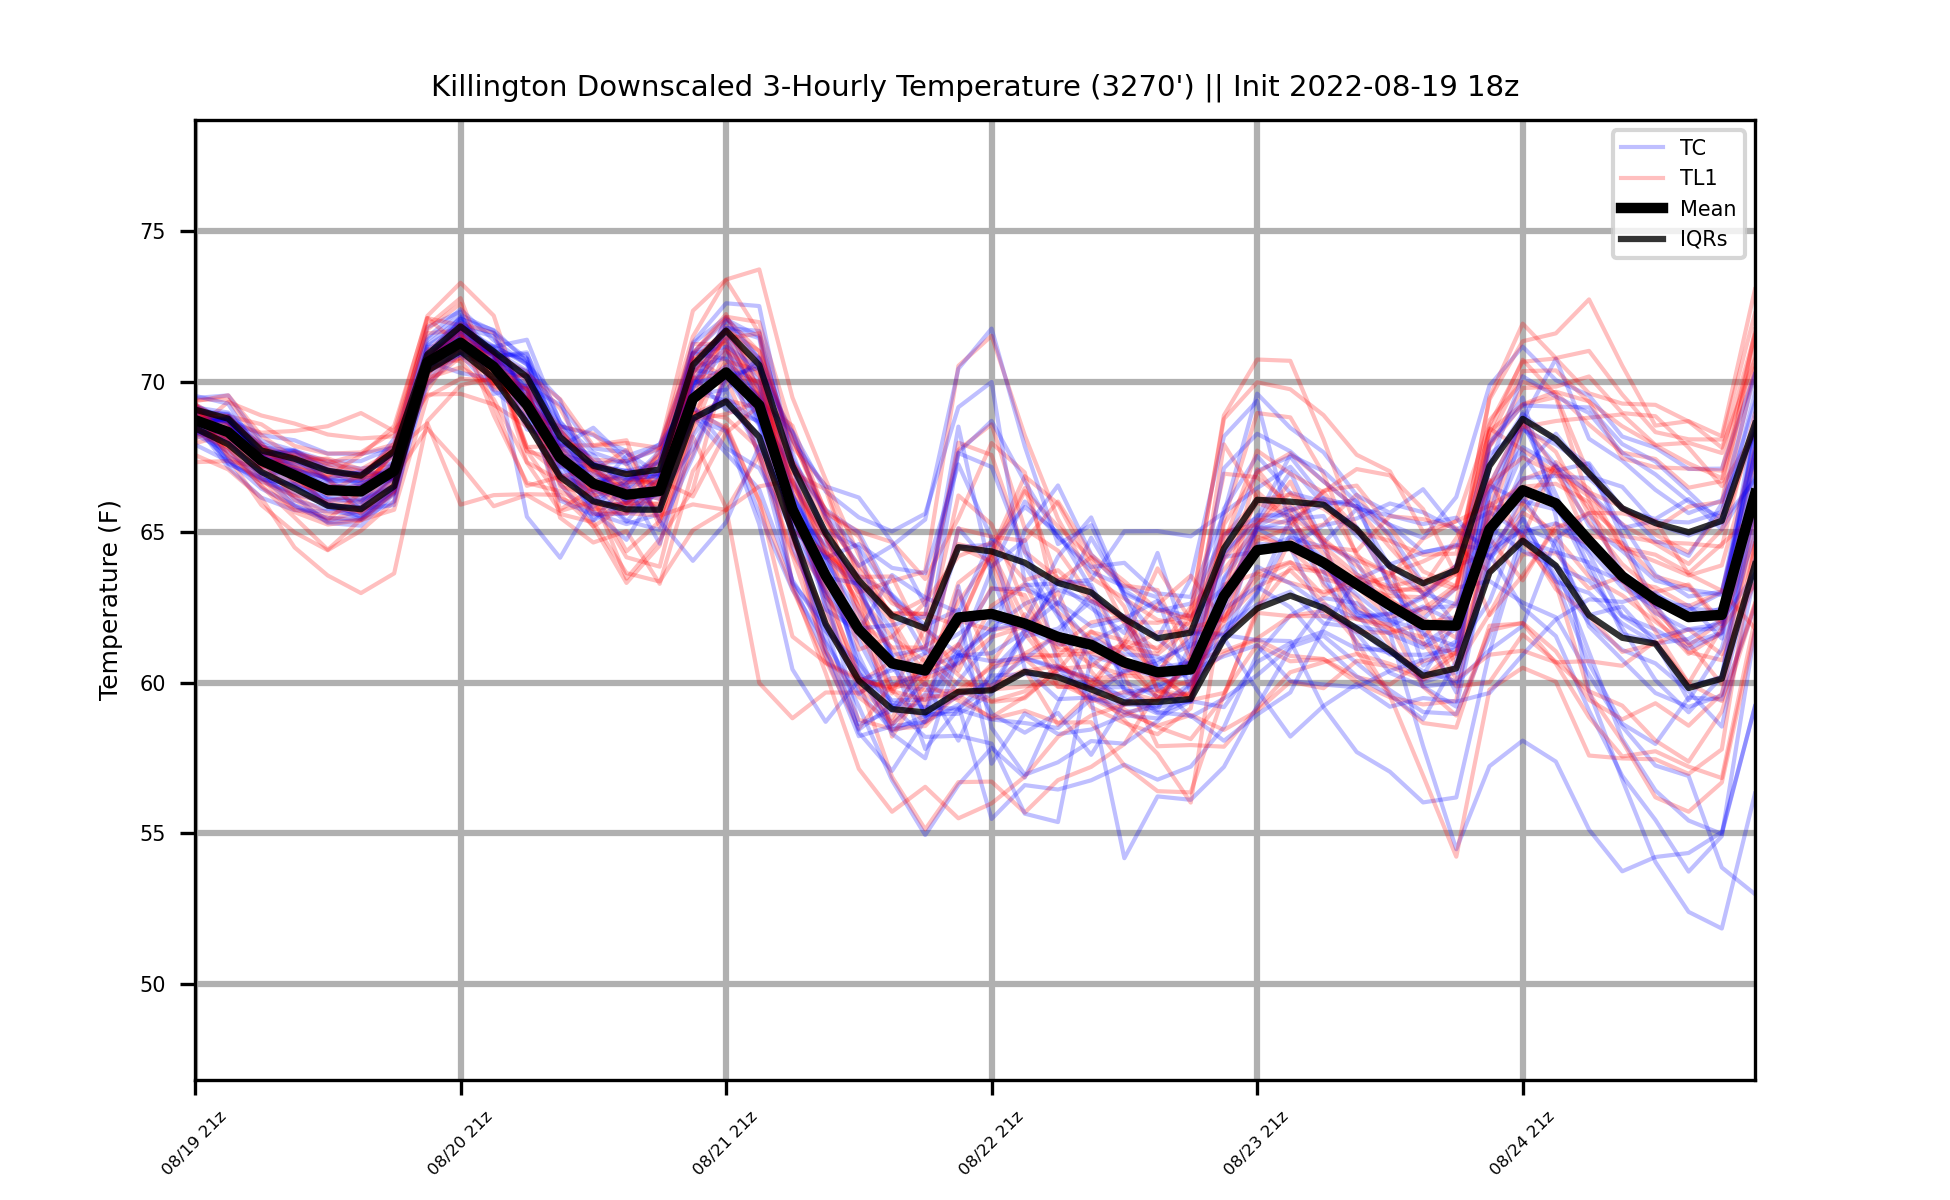 Killington Downscaled 3-Hourly Temperature (3270') || Init 2022-08-19 18z
TC
TL1
Mean
IQRs
75
70
65
60
55
50
Temperature (F)
08/19 21z
08/20 21z
08/21 21z
08/22 21z
08/23 21z
08/24 21z